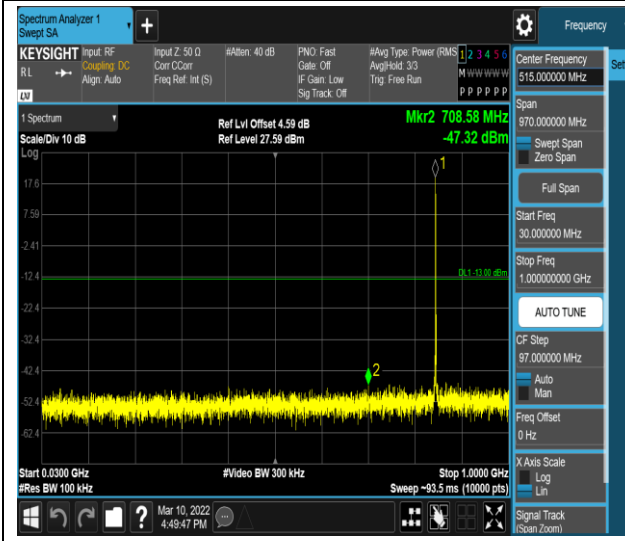 Spectrum Analyzer 1
Swept SA
Frequency
KEYSIGHT
RL
LXI
Input: RF
Coupling: DC
Align: Auto
Input Z: 50 Ω
Corr CCorr
Freq Ref: Int (S)
#Atten: 40 dB
PNO: Fast
Gate: Off
IF Gain: Low
Sig Track: Off
#Avg Type: Power (RMS
Avg|Hold: 3/3
Trig: Free Run
1 2 3 4 5 6
M W W W W W
P P P P P P
1 Spectrum
Scale/Div 10 dB
Log
Ref Lvl Offset 4.59 dB
Ref Level 27.59 dBm
Mkr2 708.58 MHz
-47.32 dBm
1
17.6
7.59
-2.41
-12.4
DL1 -13.00 dBm
-22.4
-32.4
-42.4
2
-52.4
-62.4
Start 0.0300 GHz
#Res BW 100 kHz
#Video BW 300 kHz
Stop 1.0000 GHz
Sweep ~93.5 ms (10000 pts)
Center Frequency
515.000000 MHz
Set
Span
970.000000 MHz
Swept Span
Zero Span
Full Span
Start Freq
30.000000 MHz
Stop Freq
1.000000000 GHz
AUTO TUNE
CF Step
97.000000 MHz
Auto
Man
Freq Offset
0 Hz
X Axis Scale
Log
Lin
Signal Track
(Span Zoom)
?
Mar 10, 2022
4:49:47 PM